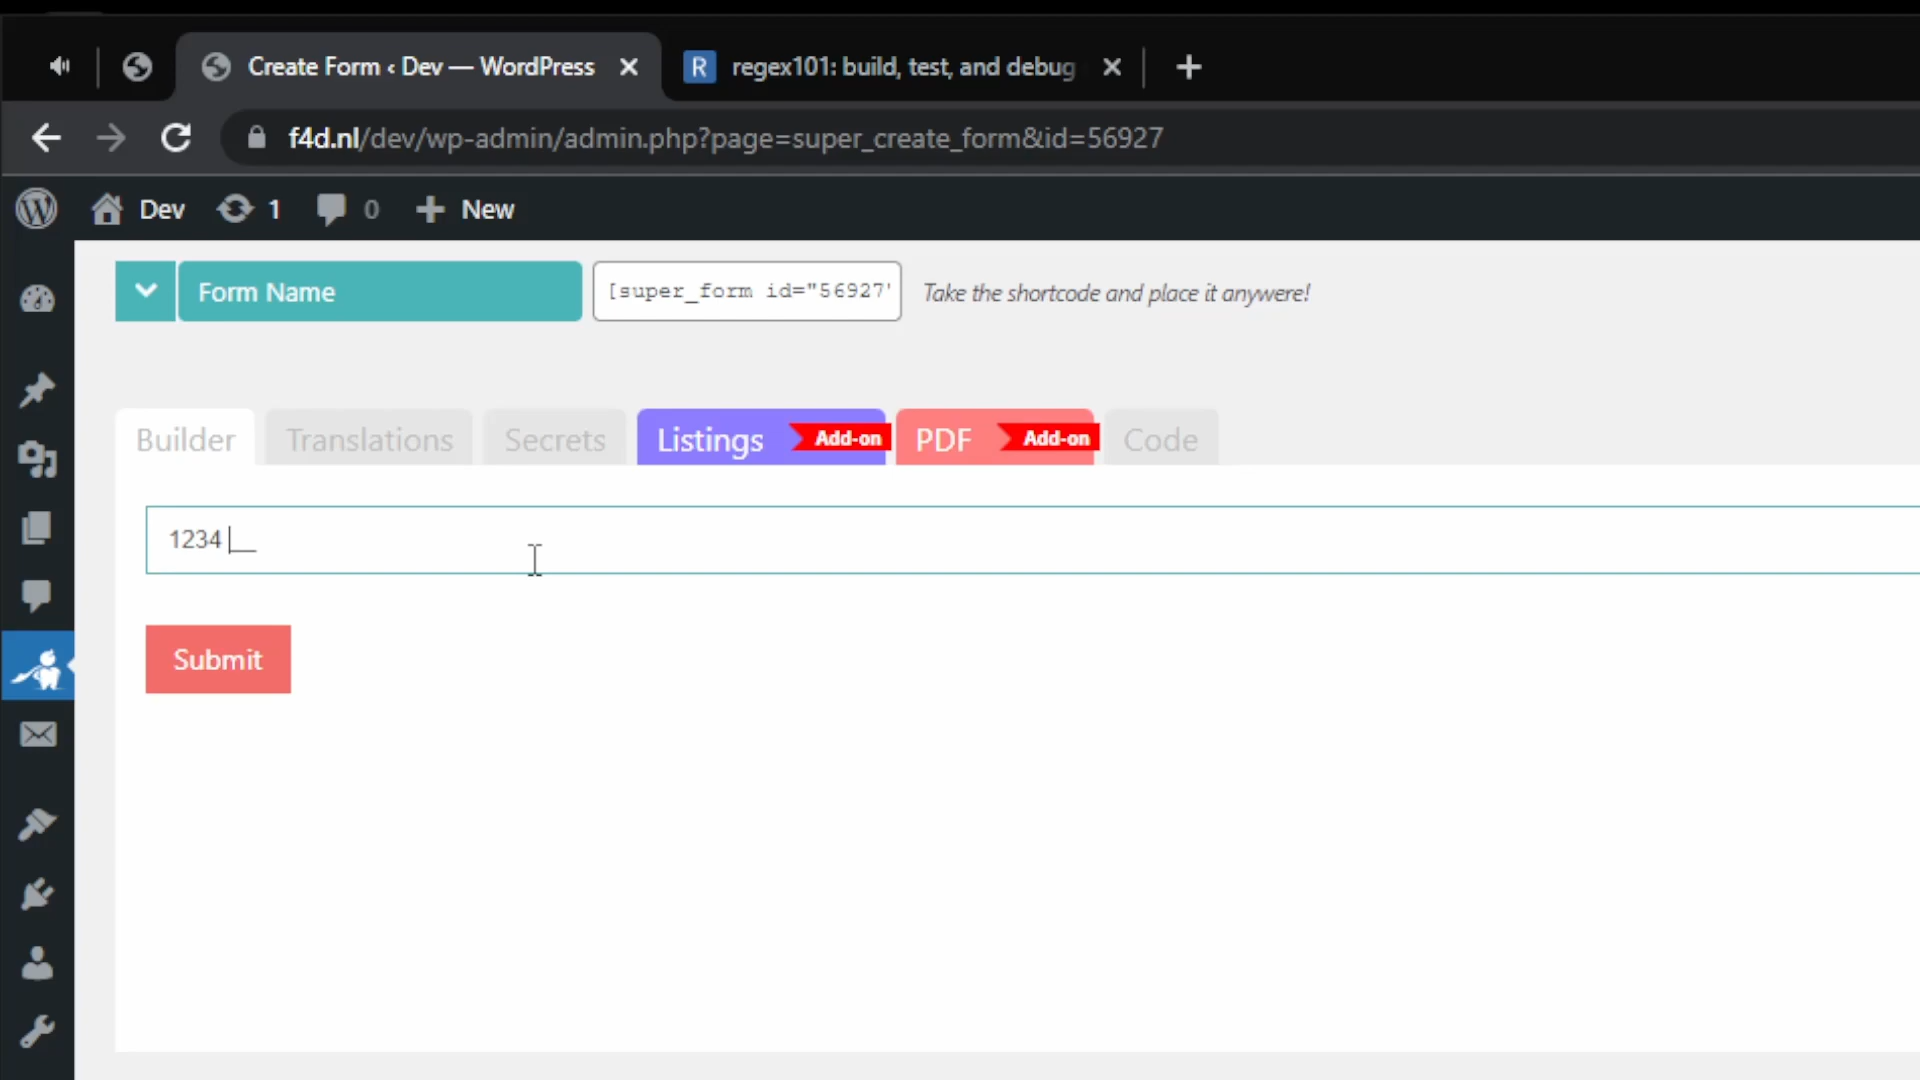 Create Form ‹ Dev — WordPress
regex101: build, test, and debug
f4d.nl/dev/wp-admin/admin.php?page=super_create_form&id=56927
Dev 1 0 New
Form Name
[super_form id="56927'
Take the shortcode and place it anywere!
Builder Translations Secrets Listings Add-on PDF Add-on Code
1234 __
Submit